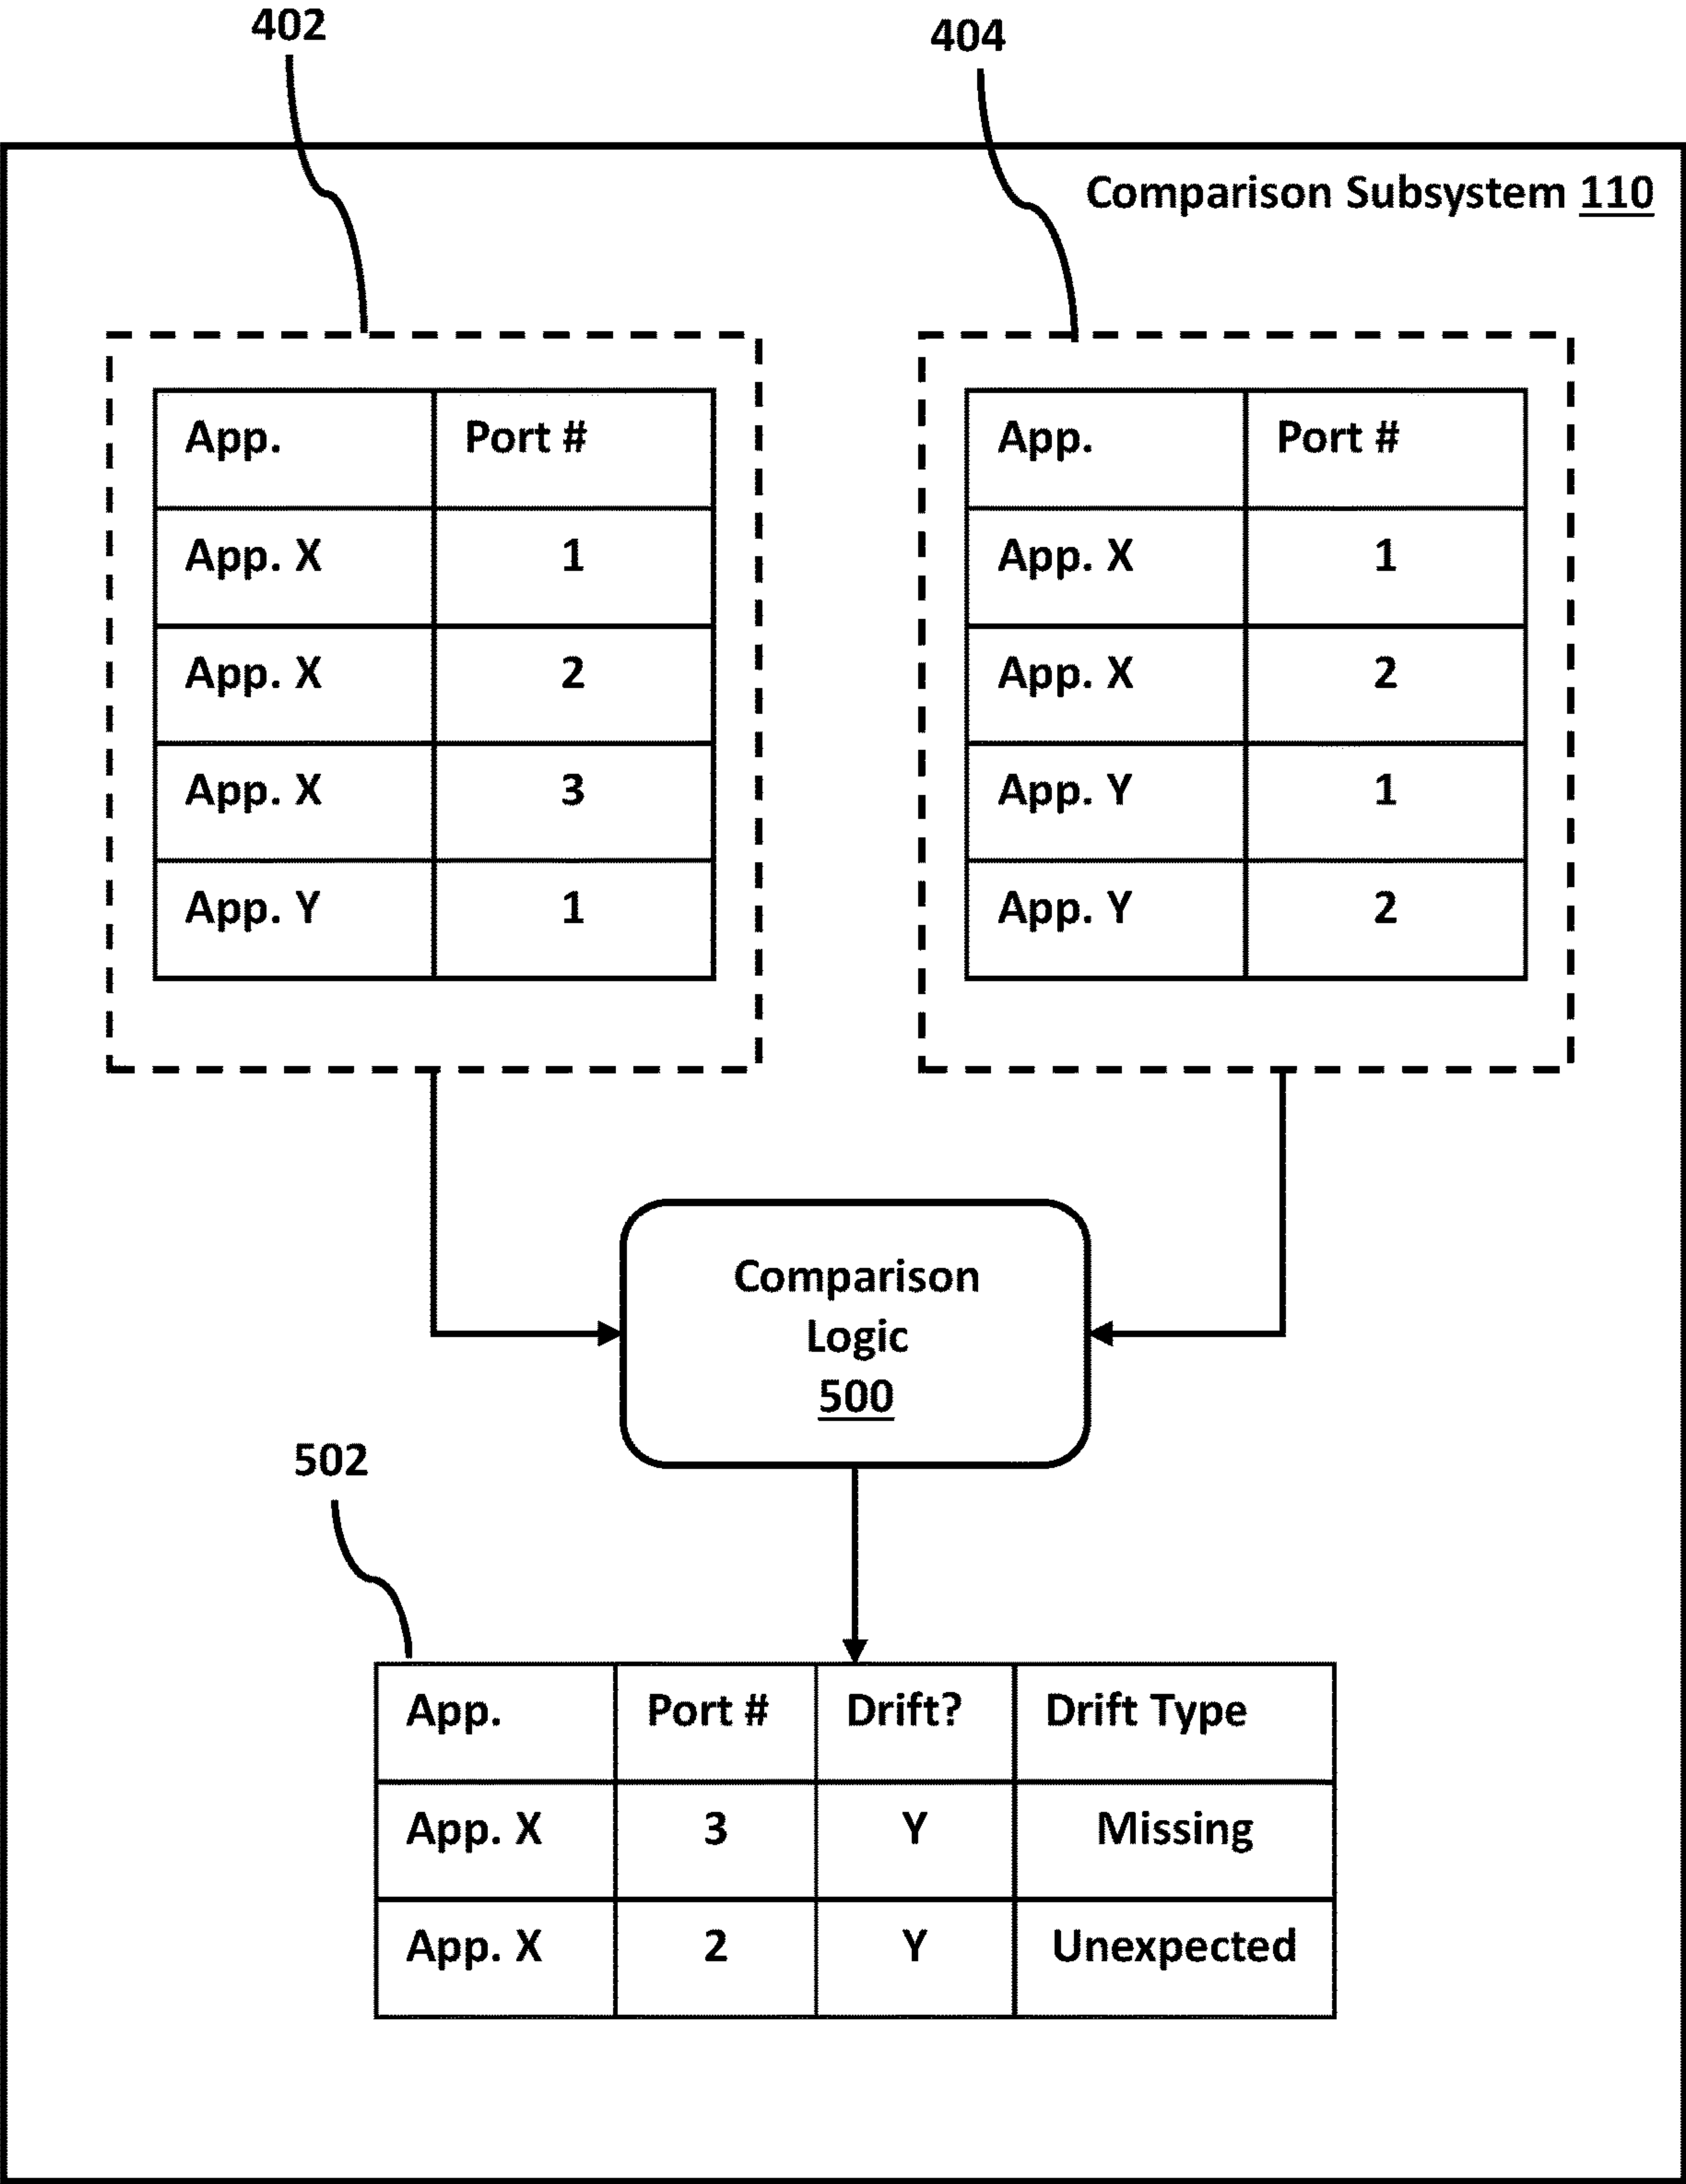 402
404
Comparison Subsystem 110
App. Port #
App. X 1
App. X 2
App. X 3
App. Y 1
App. Port #
App. X 1
App. X 2
App. Y 1
App. Y 2
Comparison
Logic
500
502
App. Port # Drift? Drift Type
App. X 3 Y Missing
App. X 2 Y Unexpected